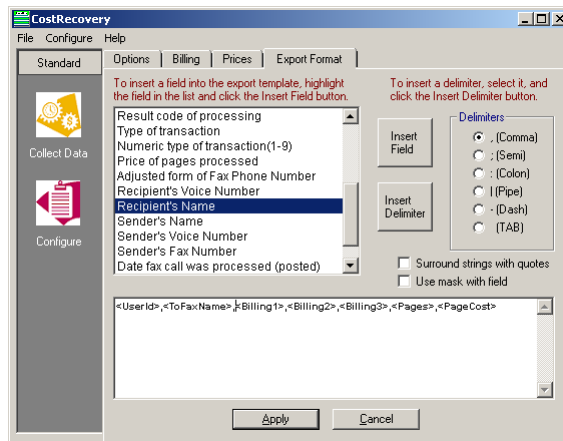 CostRecovery
File Configure Help
Standard
Options Billing Prices Export Format
To insert a field into the export template, highlight
the field in the list and click the Insert Field button.
To insert a delimiter, select it, and
click the Insert Delimiter button.
Collect Data
Configure
Result code of processing
Type of transaction
Numeric type of transaction(1-9)
Price of pages processed
Adjusted form of Fax Phone Number
Recipient's Voice Number
Recipient's Name
Sender's Name
Sender's Voice Number
Sender's Fax Number
Date fax call was processed (posted)
Insert
Field
Insert
Delimiter
Delimiters
, (Comma)
; (Semi)
: (Colon)
| (Pipe)
- (Dash)
(TAB)
Surround strings with quotes
Use mask with field
<UserId>,<ToFaxName>,<Billing1>,<Billing2>,<Billing3>,<Pages>,<PageCost>
Apply Cancel